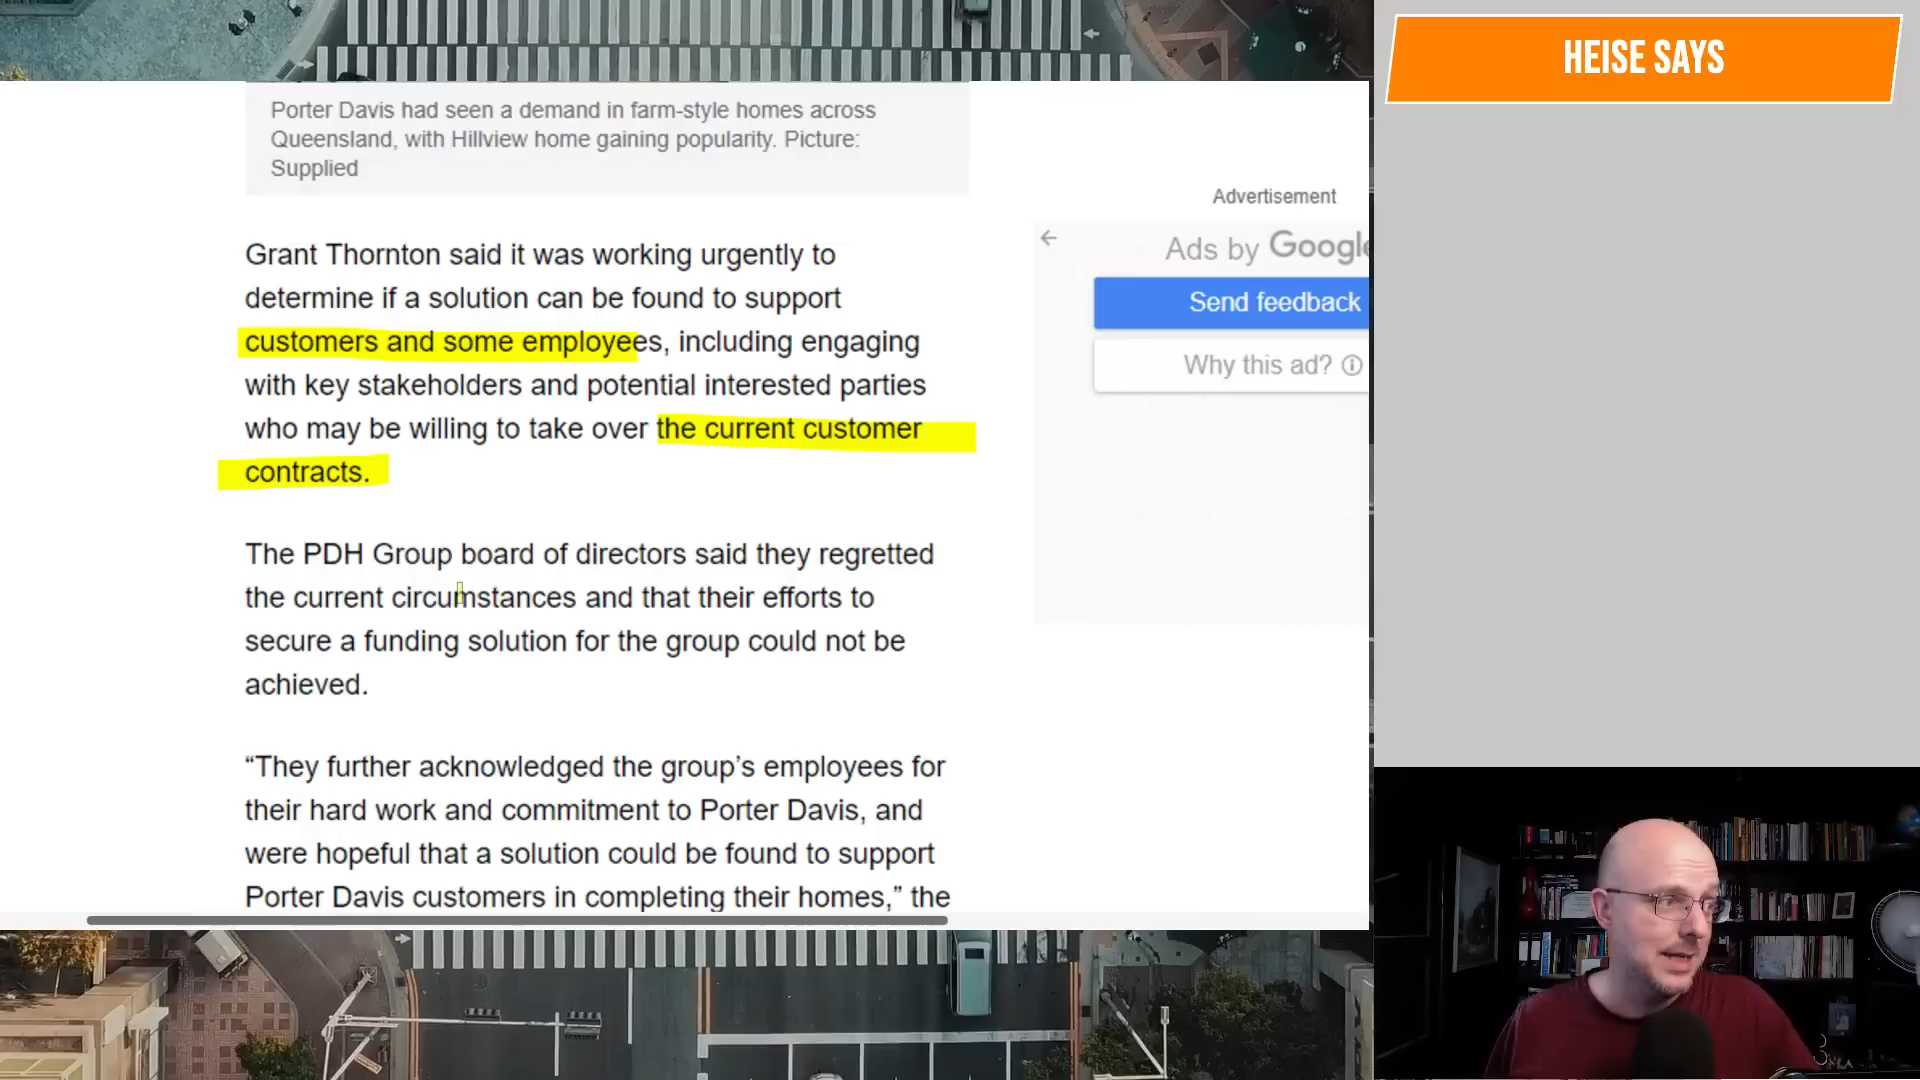 HEISE SAYS
Porter Davis had seen a demand in farm-style homes across
Queensland, with Hillview home gaining popularity. Picture:
Supplied
Advertisement
Ads by Google
Send feedback
Why this ad?
Grant Thornton said it was working urgently to
determine if a solution can be found to support
customers and some employees, including engaging
with key stakeholders and potential interested parties
who may be willing to take over the current customer
contracts.
The PDH Group board of directors said they regretted
the current circumstances and that their efforts to
secure a funding solution for the group could not be
achieved.
“They further acknowledged the group’s employees for
their hard work and commitment to Porter Davis, and
were hopeful that a solution could be found to support
Porter Davis customers in completing their homes,” the